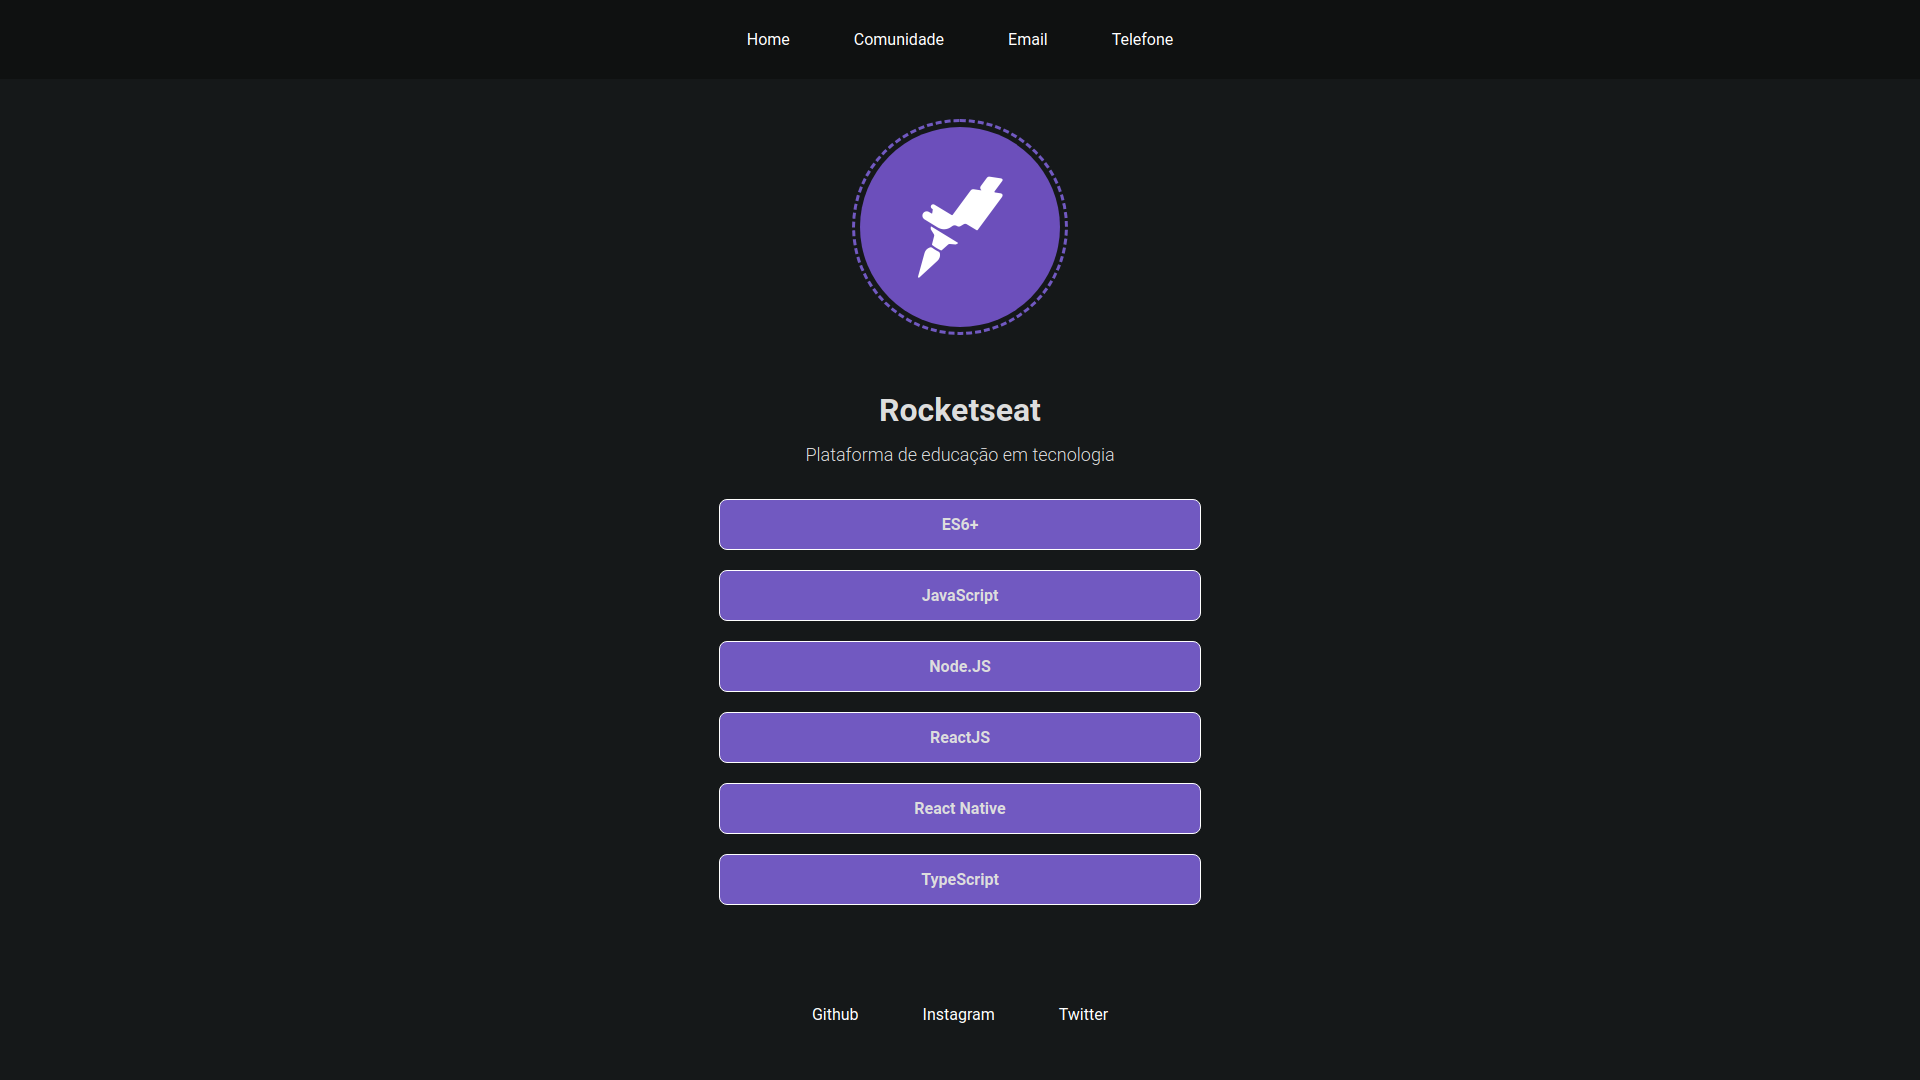 Home Comunidade Email Telefone
Rocketseat
Plataforma de educação em tecnologia
ES6+
JavaScript
Node.JS
ReactJS
React Native
TypeScript
Github Instagram Twitter